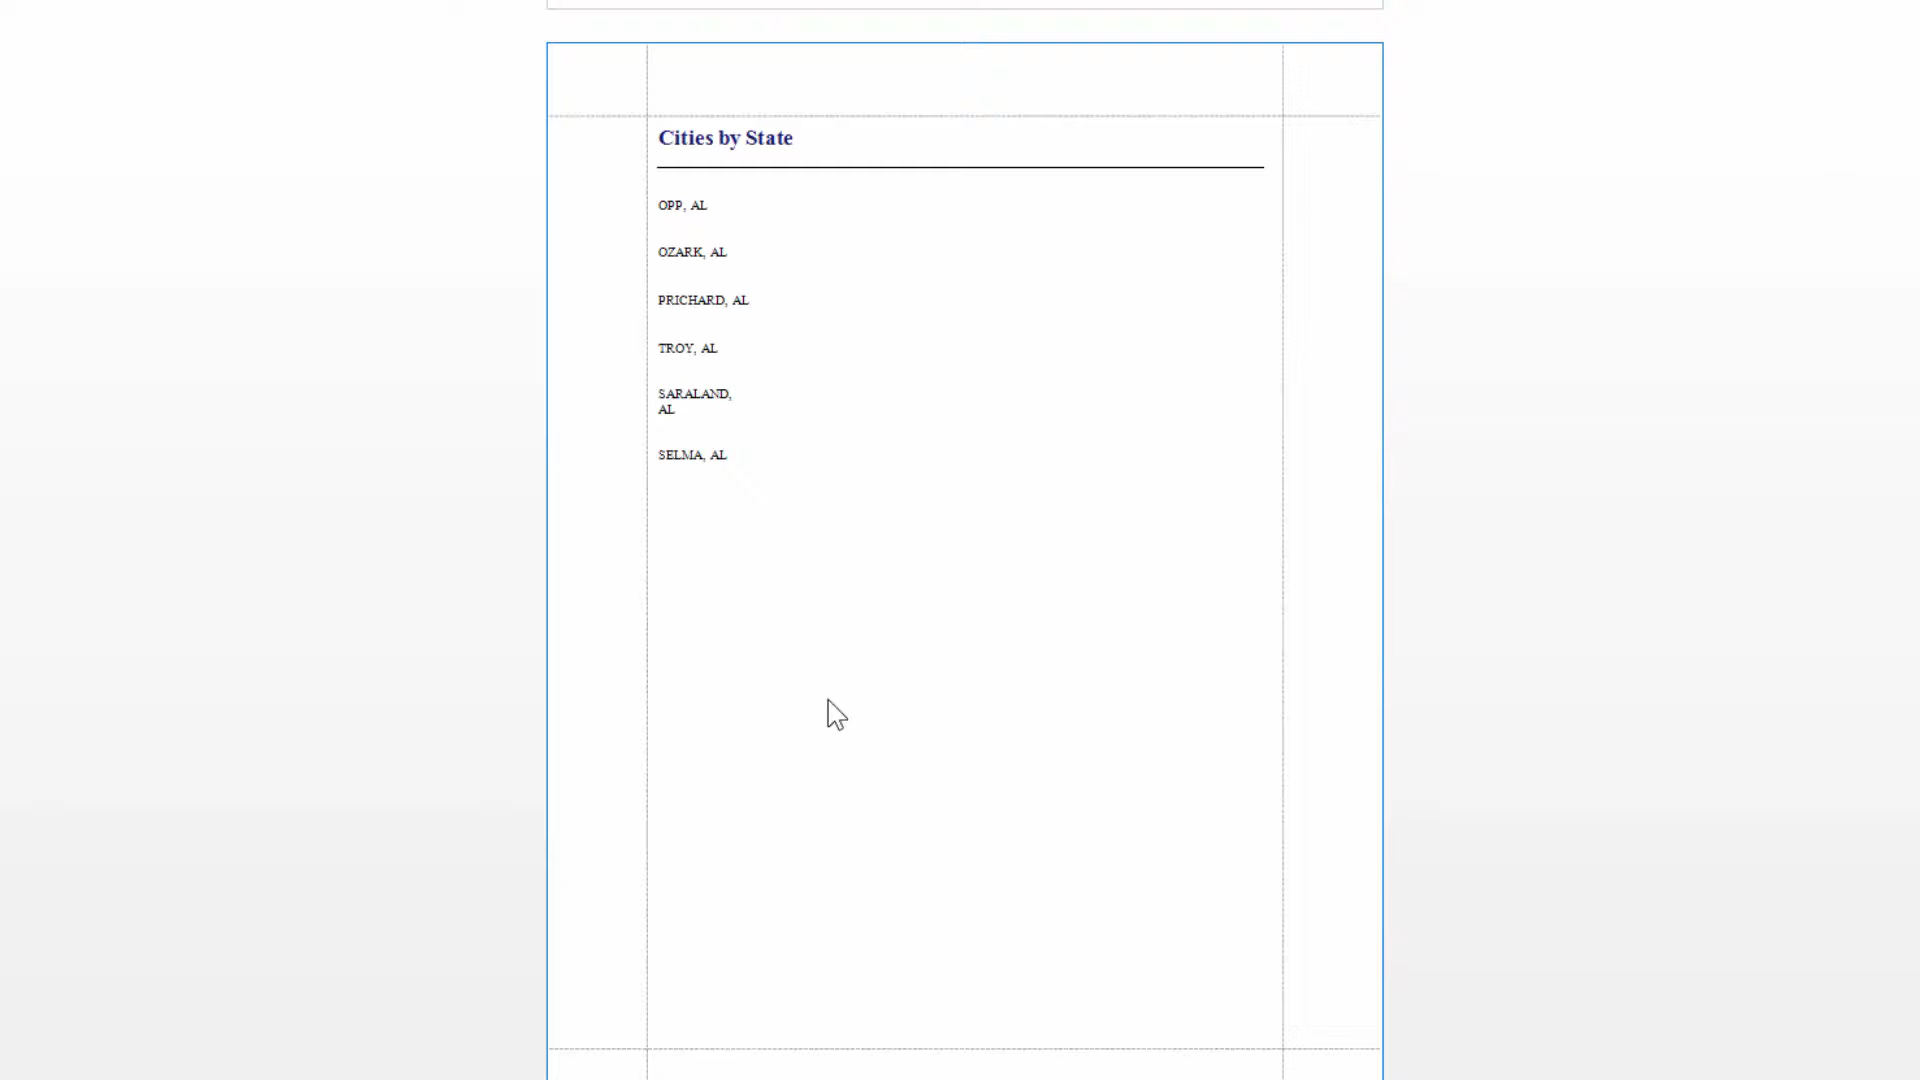 Cities by State
OPP, AL
OZARK, AL
PRICHARD, AL
TROY, AL
SARALAND,
AL
SELMA, AL